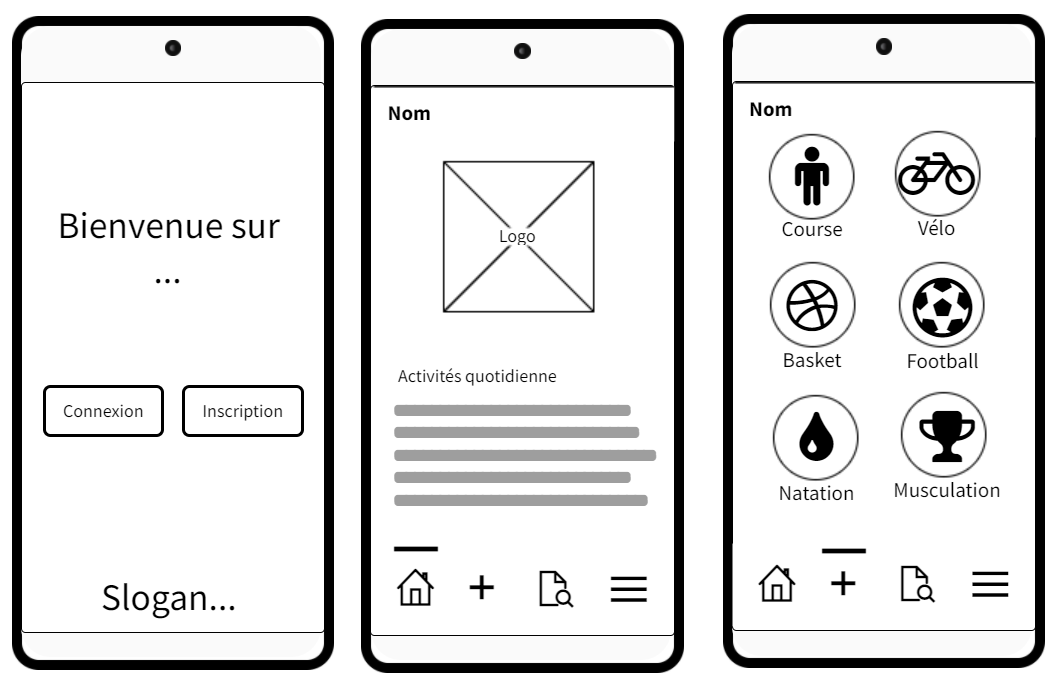 Bienvenue sur
...
Connexion
Inscription
Slogan...
Nom
Logo
Activités quotidienne
Nom
Course
Vélo
Basket
Football
Natation
Musculation